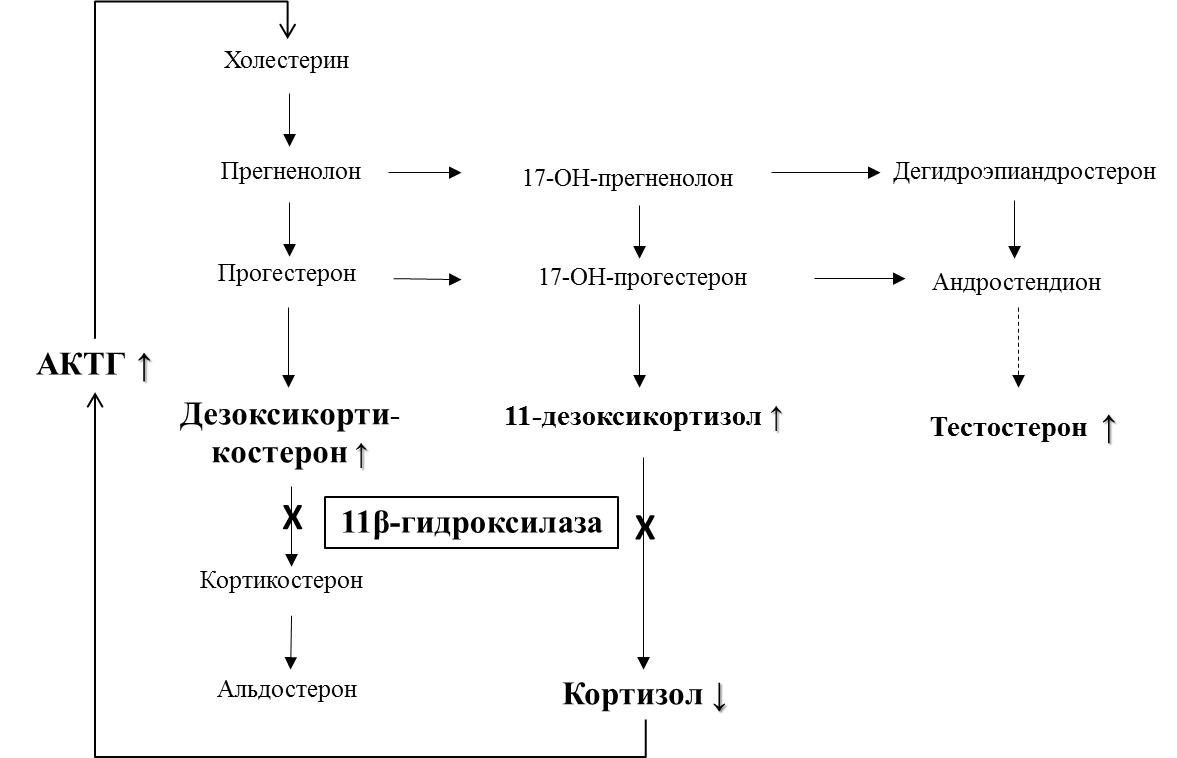 Холестерин
Прегненолон
17-ОН-прегненолон
Дегидроэпиандростерон
Прогестерон
17-ОН-прогестерон
Андростендион
АКТГ ↑
Дезоксикорти-
костерон ↑
11-дезоксикортизол ↑
Тестостерон ↑
X
11β-гидроксилаза
X
Кортикостерон
Альдостерон
Кортизол ↓